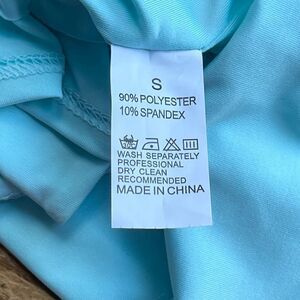 S
90% POLYESTER
10% SPANDEX
WASH SEPARATELY
PROFESSIONAL
DRY CLEAN
RECOMMENDED
MADE IN CHINA